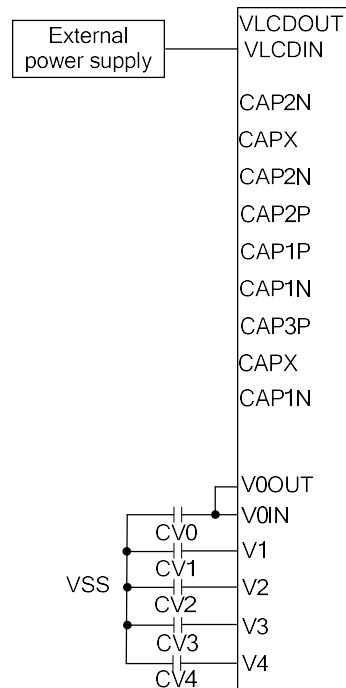 VLCDOUT
External
power supply
VLCDIN
CAP2N
CAPX
CAP2N
CAP2P
CAP1P
CAP1N
CAP3P
CAPX
CAP1N
V0OUT
V0IN
CV0
V1
CV1
VSS
V2
CV2
V3
CV3
V4
CV4